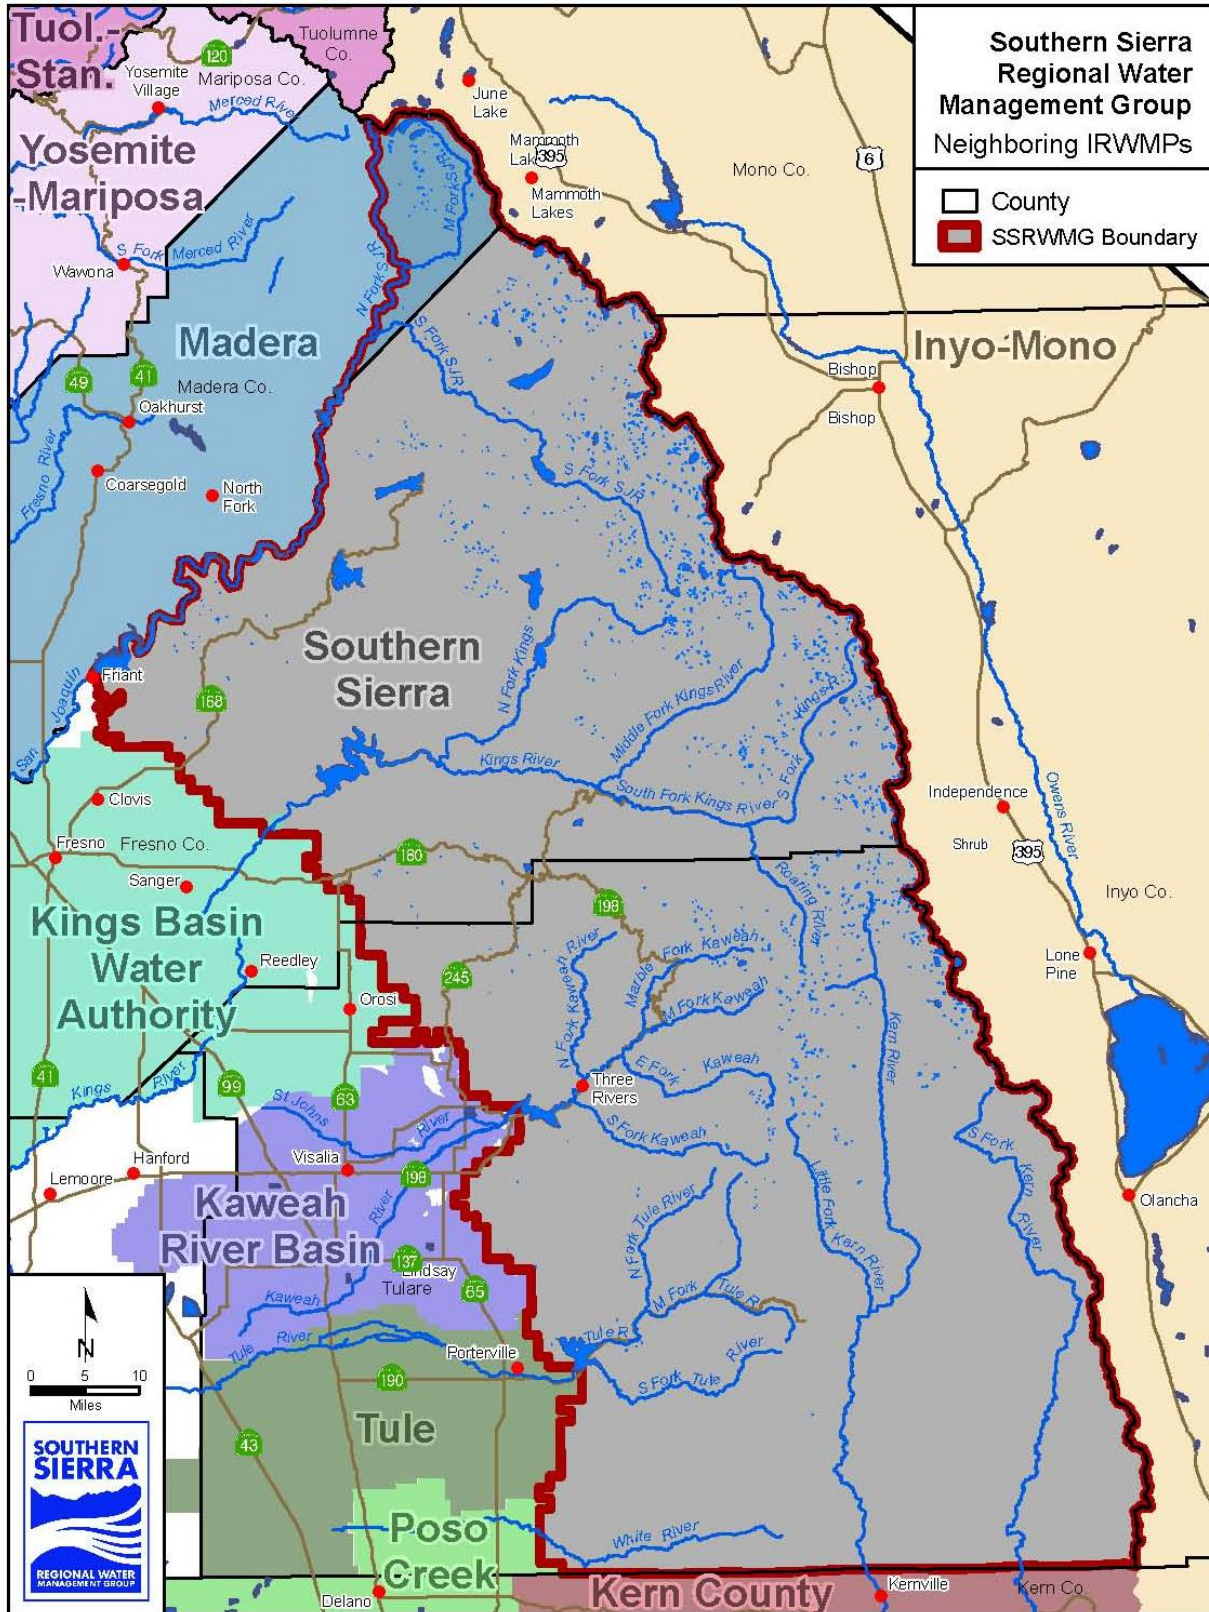 Tuol.-
Stan.
120
Tuolumne
Co.
Mariposa Co.
Yosemite
Village
Merced River
Yosemite
-Mariposa
S Fork Merced River
Wawona
June
Lake
Mammoth
Lakes
395
Mammoth
Lakes
Mono Co.
6
Southern Sierra
Regional Water
Management Group
Neighboring IRWMPs
County
SSRWMG Boundary
M Fork SJR
N Fork SJR
S Fork SJR
Madera
Madera Co.
49
41
Oakhurst
Fresno River
Coarsegold
North
Fork
Inyo-Mono
Bishop
Bishop
S Fork SJR
Southern
Sierra
N Fork Kings
Middle Fork Kings River
S Fork Kings R
Friant
San Joaquin
168
Kings River
South Fork Kings River
Clovis
Fresno
Fresno Co.
Sanger
180
Independence
Shrub
395
Owens River
Inyo Co.
Kings Basin
Water
Authority
Reedley
Orosi
245
198
Roaring River
N Fork Kaweah River
Marble Fork Kaweah
M Fork Kaweah
Kern River
Lone
Pine
E Fork Kaweah
Three
Rivers
S Fork Kaweah
41
Kings River
99
63
St Johns River
Hanford
Lemoore
Visalia
198
Kaweah
River Basin
137
Lindsay
Tulare
65
Kaweah River
Tule River
Porterville
190
Tule
43
N Fork Tule River
M Fork Tule R
Tule R
S Fork Tule River
Little Fork Kern River
S Fork Kern River
Olancha
N
0 5 10
Miles
SOUTHERN
SIERRA
REGIONAL WATER
MANAGEMENT GROUP
Poso
Creek
White River
Delano
Kern County
Kernville
Kern Co.